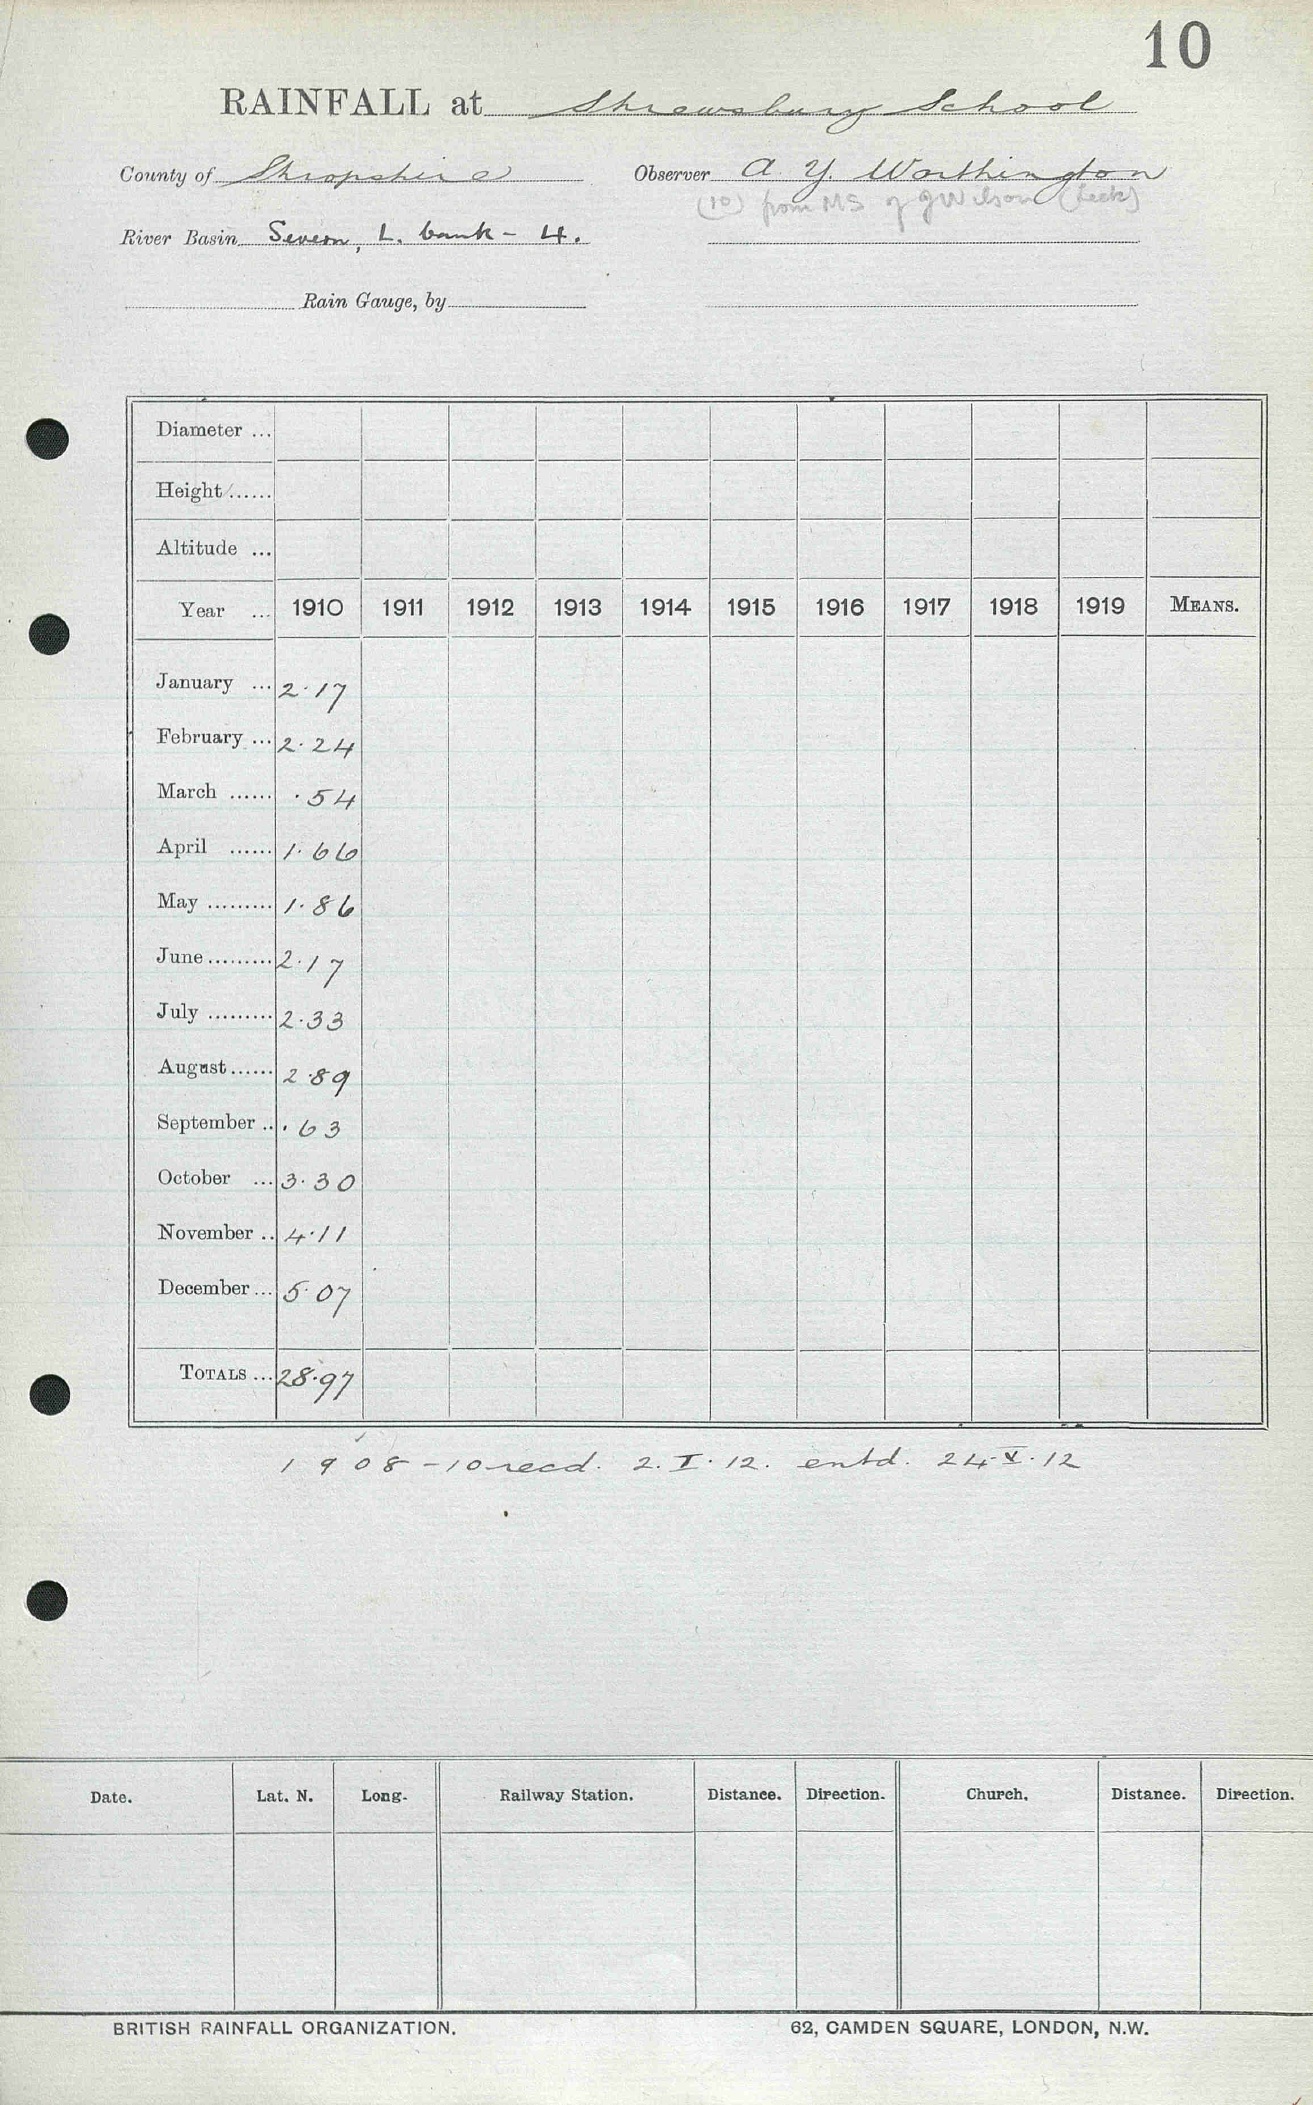 10
RAINFALL at Shrewsbury School
County of Shropshire Observer A. Y. Worthington
(10) from MS of J Wilson (Leek)
River Basin Severn, L. bank - 4.
Rain Gauge, by
Diameter ...
Height ......
Altitude ...
Year ... 1910 1911 1912 1913 1914 1915 1916 1917 1918 1919 MEANS.
January ... 2.17
February ... 2.24
March ...... .54
April ...... 1.66
May ......... 1.86
June ......... 2.17
July ......... 2.33
August ...... 2.89
September .. .63
October ... 3.30
November .. 4.11
December ... 5.07
TOTALS ... 28.97
1908-10 recd. 2.I.12. entd. 24.V.12
Date. Lat. N. Long. Railway Station. Distance. Direction. Church. Distance. Direction.
BRITISH RAINFALL ORGANIZATION. 62, CAMDEN SQUARE, LONDON, N.W.